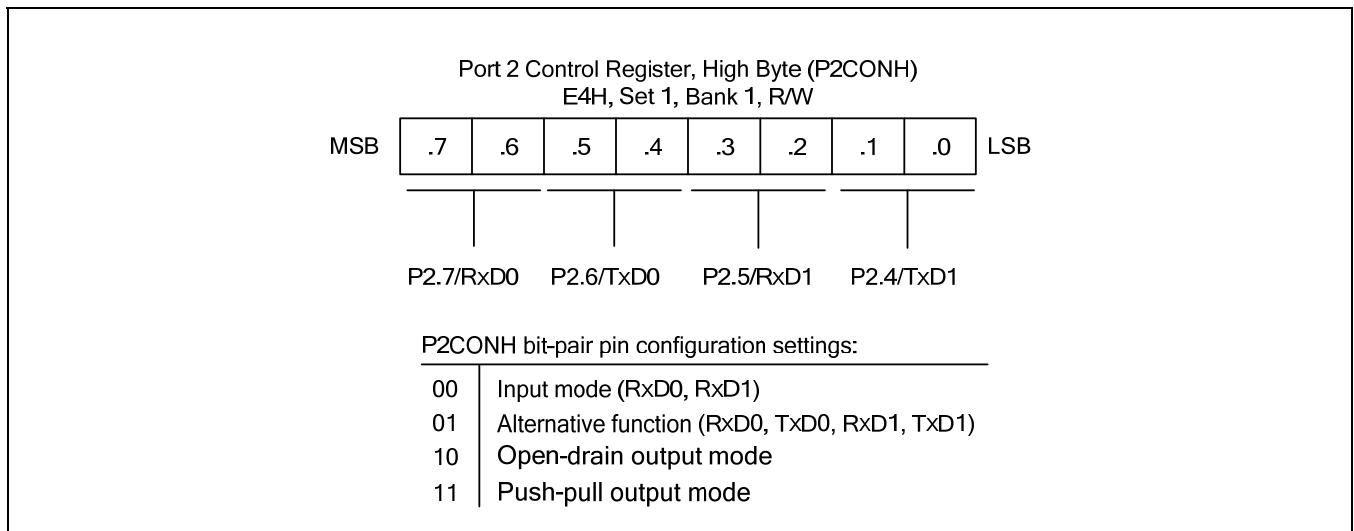 Port 2 Control Register, High Byte (P2CONH)
E4H, Set 1, Bank 1, R/W
MSB .7 .6 .5 .4 .3 .2 .1 .0 LSB
P2.7/RxD0 P2.6/TxD0 P2.5/RxD1 P2.4/TxD1
P2CONH bit-pair pin configuration settings:
00 Input mode (RxD0, RxD1)
01 Alternative function (RxD0, TxD0, RxD1, TxD1)
10 Open-drain output mode
11 Push-pull output mode